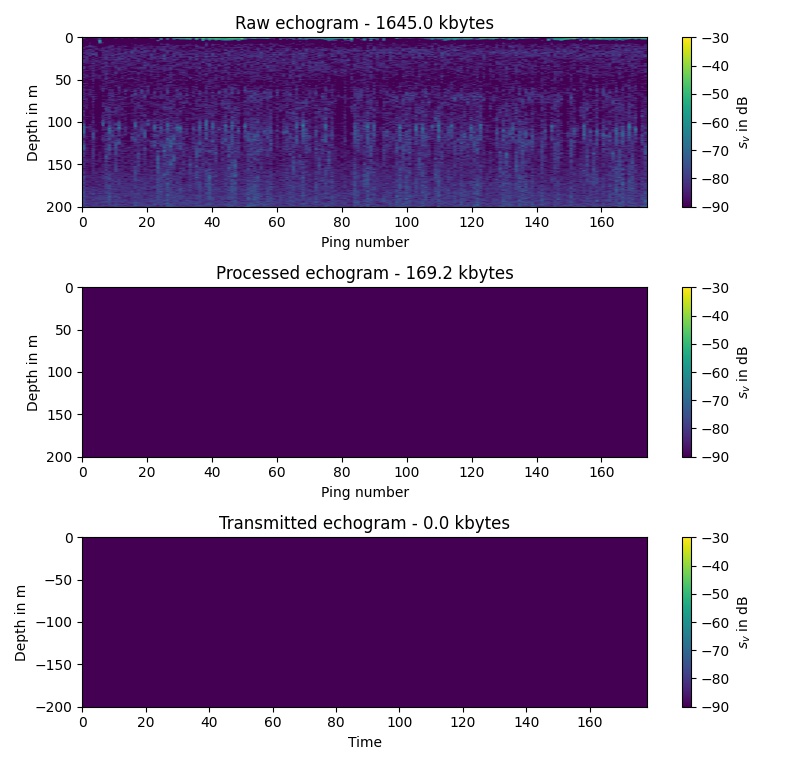 Raw echogram - 1645.0 kbytes
0
50
100
150
200
Depth in m
0 20 40 60 80 100 120 140 160
Ping number
−30
−40
−50
−60
−70
−80
−90
s_v in dB
Processed echogram - 169.2 kbytes
0
50
100
150
200
Depth in m
0 20 40 60 80 100 120 140 160
Ping number
−30
−40
−50
−60
−70
−80
−90
s_v in dB
Transmitted echogram - 0.0 kbytes
0
−50
−100
−150
−200
Depth in m
0 20 40 60 80 100 120 140 160
Time
−30
−40
−50
−60
−70
−80
−90
s_v in dB